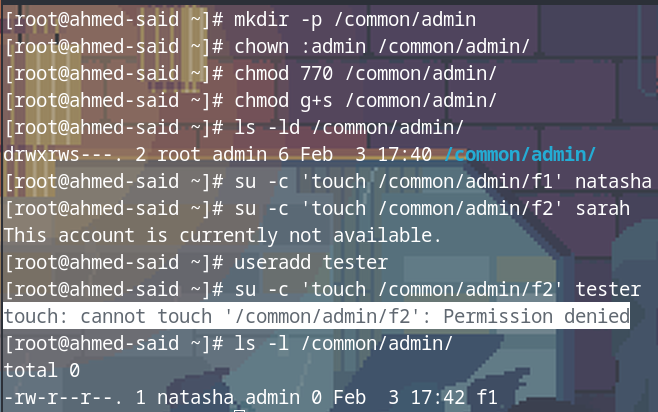 [root@ahmed-said ~]# mkdir -p /common/admin
[root@ahmed-said ~]# chown :admin /common/admin/
[root@ahmed-said ~]# chmod 770 /common/admin/
[root@ahmed-said ~]# chmod g+s /common/admin/
[root@ahmed-said ~]# ls -ld /common/admin/
drwxrws---. 2 root admin 6 Feb  3 17:40 /common/admin/
[root@ahmed-said ~]# su -c 'touch /common/admin/f1' natasha
[root@ahmed-said ~]# su -c 'touch /common/admin/f2' sarah
This account is currently not available.
[root@ahmed-said ~]# useradd tester
[root@ahmed-said ~]# su -c 'touch /common/admin/f2' tester
touch: cannot touch '/common/admin/f2': Permission denied
[root@ahmed-said ~]# ls -l /common/admin/
total 0
-rw-r--r--. 1 natasha admin 0 Feb  3 17:42 f1